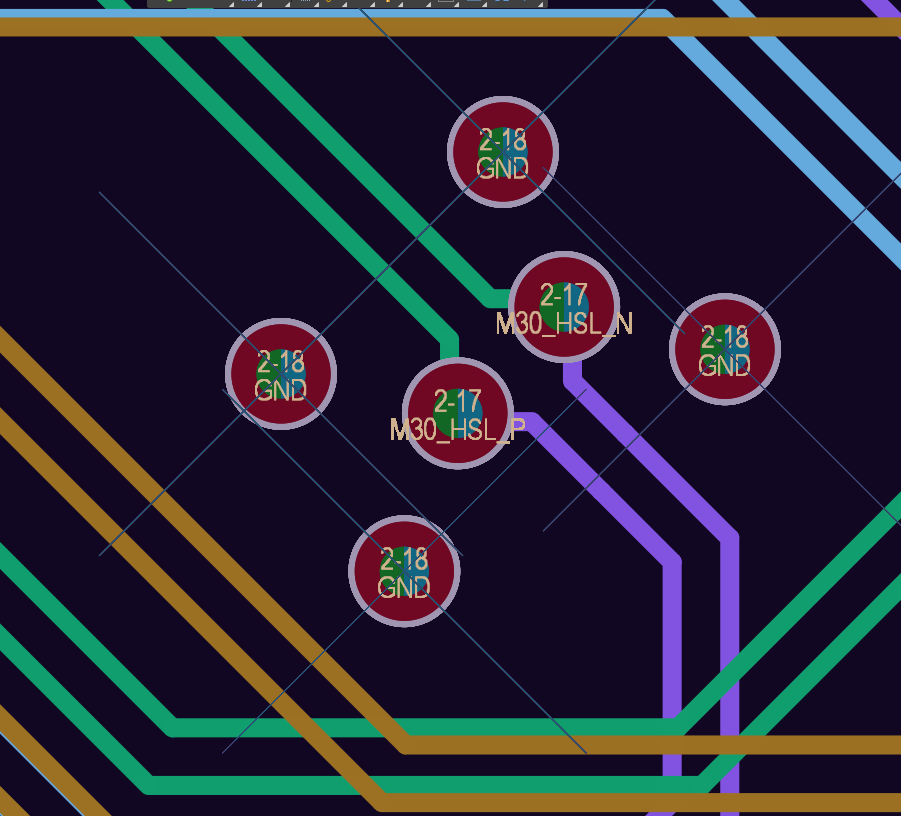 2-18
GND
2-17
M30_HSL_N
2-18
GND
2-18
GND
2-17
M30_HSL_P
2-18
GND